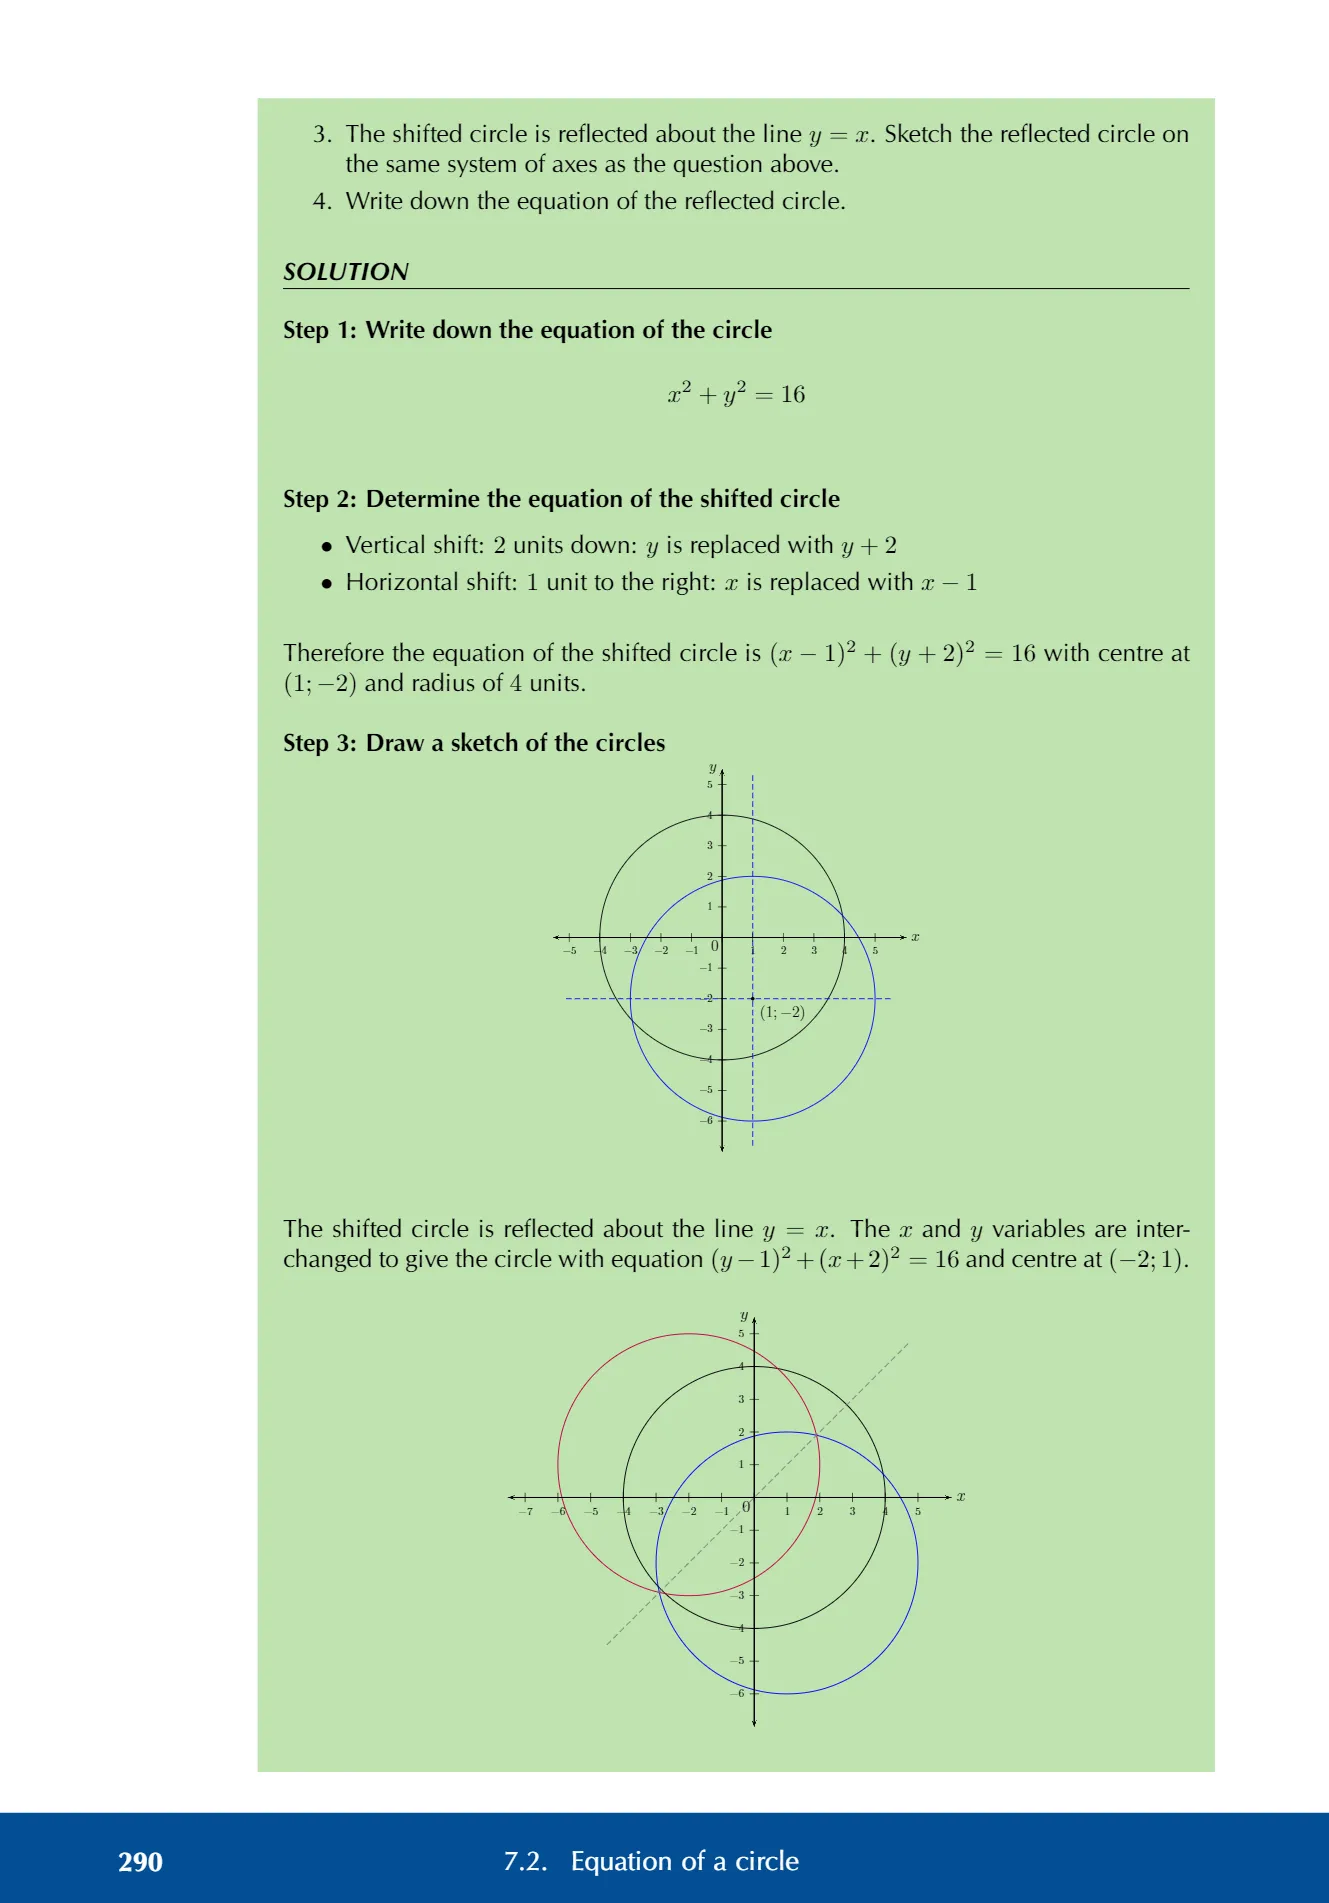 3. The shifted circle is reflected about the line y = x. Sketch the reflected circle on
the same system of axes as the question above.
4. Write down the equation of the reflected circle.
SOLUTION
Step 1: Write down the equation of the circle
x² + y² = 16
Step 2: Determine the equation of the shifted circle
• Vertical shift: 2 units down: y is replaced with y + 2
• Horizontal shift: 1 unit to the right: x is replaced with x − 1
Therefore the equation of the shifted circle is (x − 1)² + (y + 2)² = 16 with centre at
(1; −2) and radius of 4 units.
Step 3: Draw a sketch of the circles
y
5
4
3
2
1
−5 −4 −3 −2 −1 0 1 2 3 4 5 x
−1
−2
(1; −2)
−3
−4
−5
−6
The shifted circle is reflected about the line y = x. The x and y variables are inter-
changed to give the circle with equation (y − 1)² + (x + 2)² = 16 and centre at (−2; 1).
y
5
4
3
2
1
−7 −6 −5 −4 −3 −2 −1 0 1 2 3 4 5 x
−1
−2
−3
−4
−5
−6
290 7.2. Equation of a circle